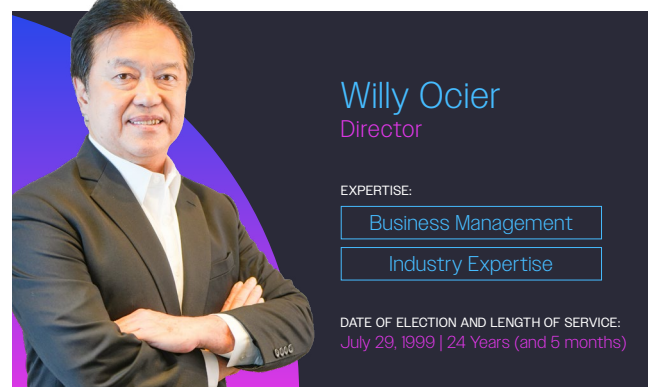 Willy Ocier
Director
EXPERTISE:
Business Management
Industry Expertise
DATE OF ELECTION AND LENGTH OF SERVICE:
July 29, 1999 | 24 Years (and 5 months)